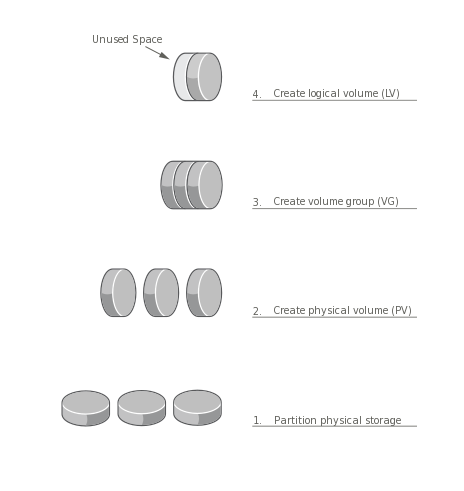 Unused Space
4. Create logical volume (LV)
3. Create volume group (VG)
2. Create physical volume (PV)
1. Partition physical storage